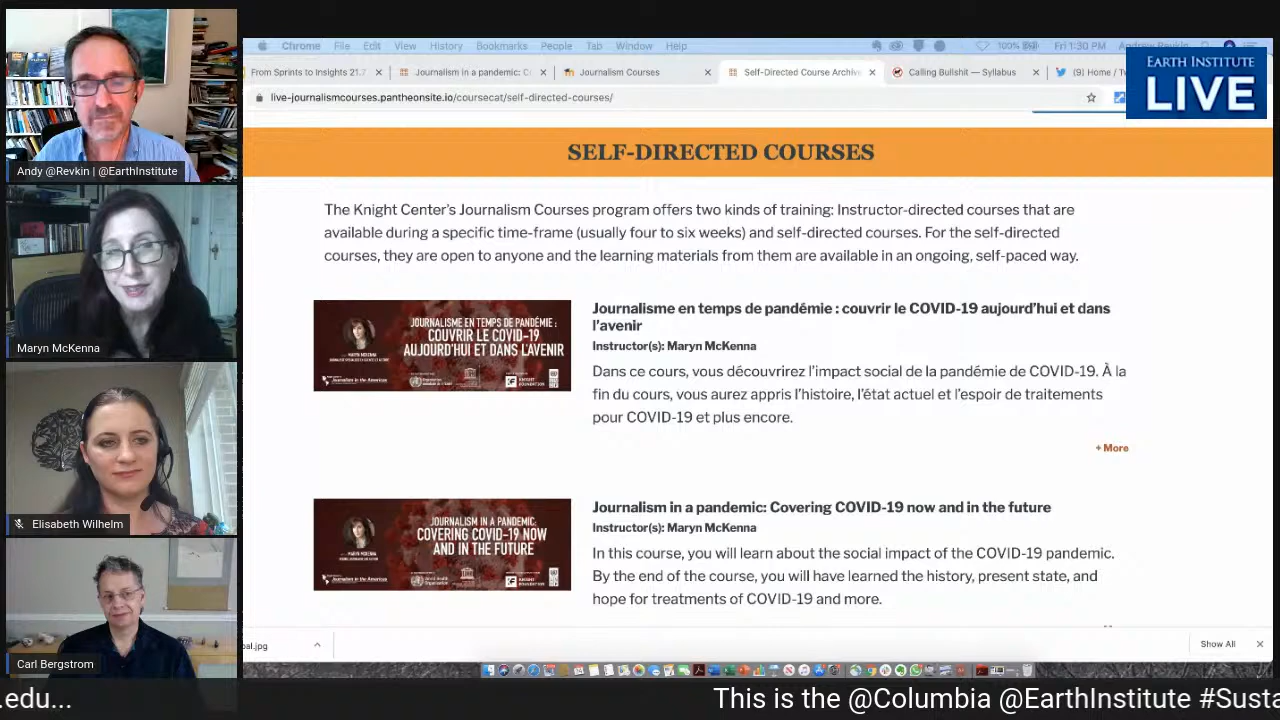 Andy @Revkin | @EarthInstitute
Maryn McKenna
Elisabeth Wilhelm
Carl Bergstrom
Chrome File Edit View History Bookmarks People Tab Window Help
100% Fri 1:30 PM Andrew Revkin
From Sprints to Insights 21.
Journalism in a pandemic: C
Journalism Courses
Self-Directed Course Archive
Bullshit — Syllabus
live-journalismcourses.pantheonsite.io/coursecat/self-directed-courses/
EARTH INSTITUTE
LIVE
SELF-DIRECTED COURSES
The Knight Center's Journalism Courses program offers two kinds of training: Instructor-directed courses that are
available during a specific time-frame (usually four to six weeks) and self-directed courses. For the self-directed
courses, they are open to anyone and the learning materials from them are available in an ongoing, self-paced way.
JOURNALISME EN TEMPS DE PANDÉMIE :
COUVRIR LE COVID-19
AUJOURD'HUI ET DANS L'AVENIR
Journalisme en temps de pandémie : couvrir le COVID-19 aujourd'hui et dans
l'avenir
Instructor(s): Maryn McKenna
Dans ce cours, vous découvrirez l'impact social de la pandémie de COVID-19. À la
fin du cours, vous aurez appris l'histoire, l'état actuel et l'espoir de traitements
pour COVID-19 et plus encore.
+ More
JOURNALISM IN A PANDEMIC:
COVERING COVID-19 NOW
AND IN THE FUTURE
Journalism in a pandemic: Covering COVID-19 now and in the future
Instructor(s): Maryn McKenna
In this course, you will learn about the social impact of the COVID-19 pandemic.
By the end of the course, you will have learned the history, present state, and
hope for treatments of COVID-19 and more.
bal.jpg
Show All
.edu...
This is the @Columbia @EarthInstitute #Susta